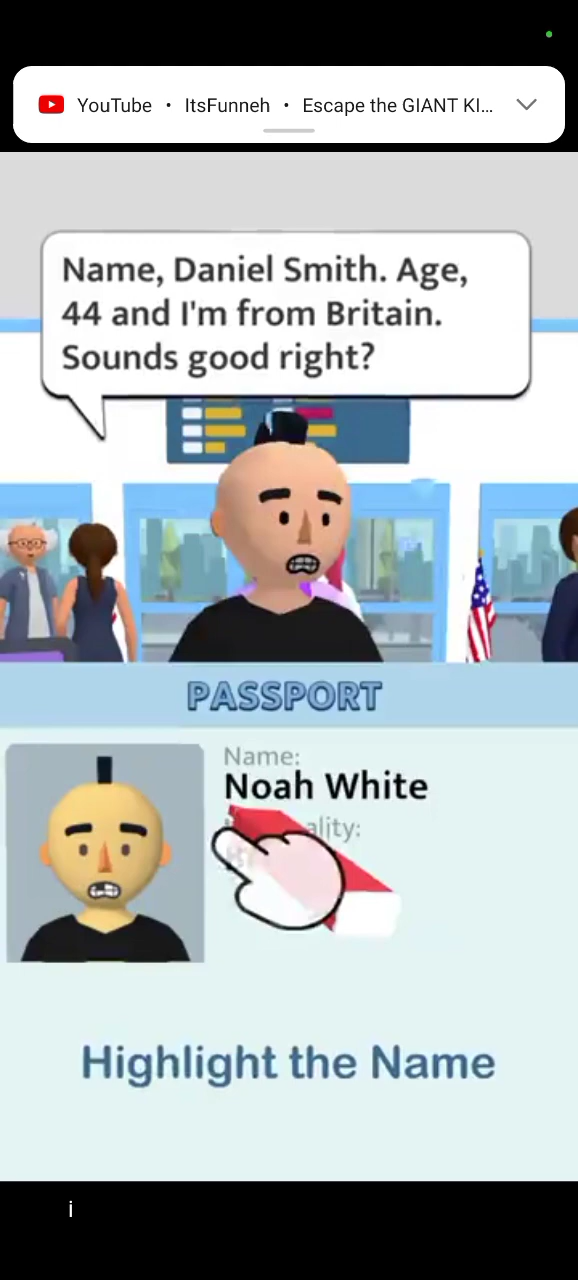 YouTube • ItsFunneh • Escape the GIANT KI...
Name, Daniel Smith. Age,
44 and I'm from Britain.
Sounds good right?
PASSPORT
Name:
Noah White
Highlight the Name
i